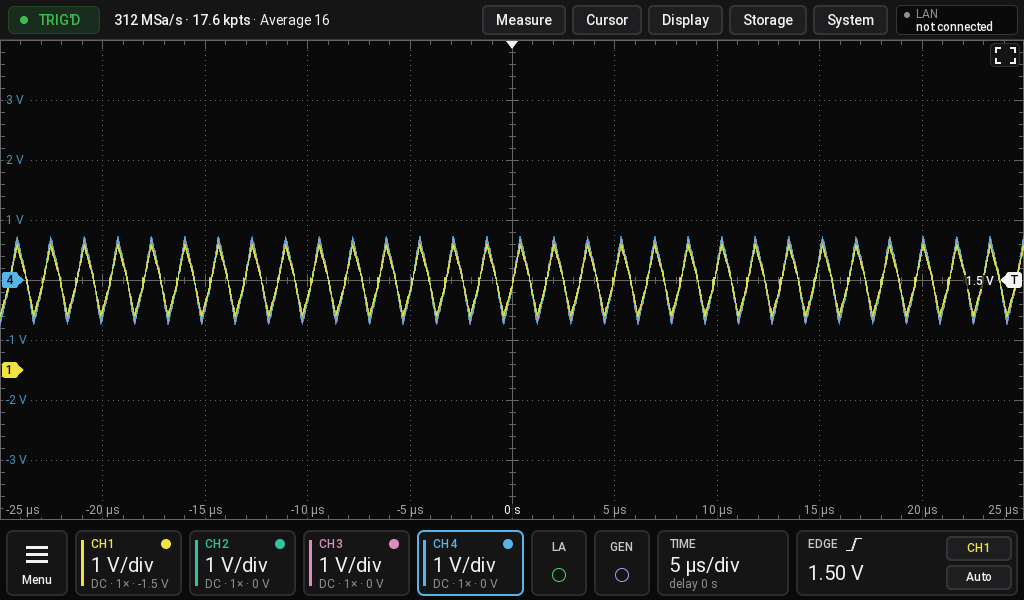 TRIG'D
312 MSa/s · 17.6 kpts · Average 16
Measure
Cursor
Display
Storage
System
LAN
not connected
3 V
2 V
1 V
4
1.5 V
T
-1 V
1
-2 V
-3 V
-25 µs
-20 µs
-15 µs
-10 µs
-5 µs
0 s
5 µs
10 µs
15 µs
20 µs
25 µs
Menu
CH1
1 V/div
DC · 1× · -1.5 V
CH2
1 V/div
DC · 1× · 0 V
CH3
1 V/div
DC · 1× · 0 V
CH4
1 V/div
DC · 1× · 0 V
LA
GEN
TIME
5 µs/div
delay 0 s
EDGE
1.50 V
CH1
Auto